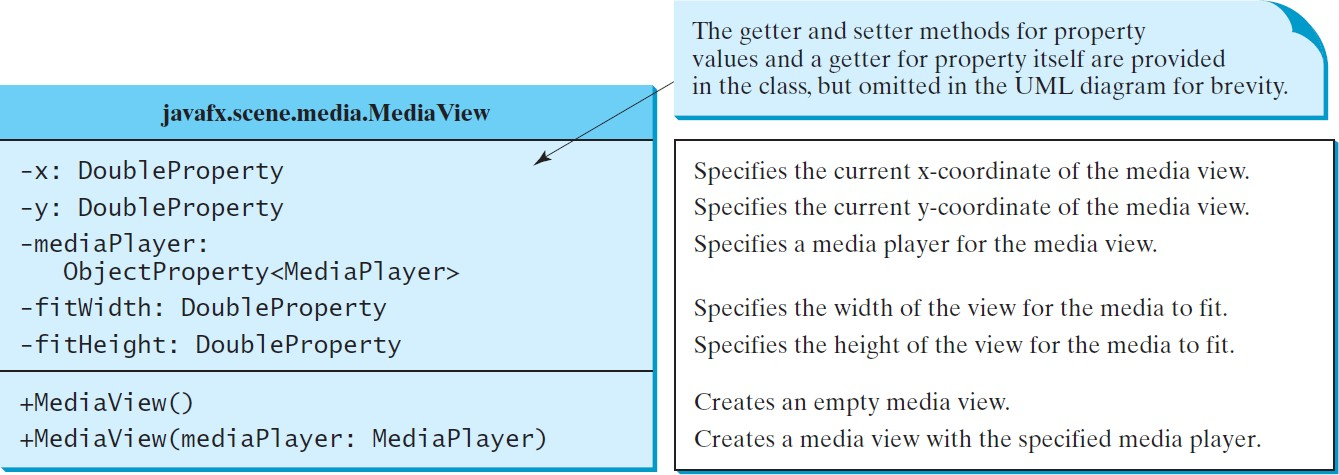 The getter and setter methods for property
values and a getter for property itself are provided
in the class, but omitted in the UML diagram for brevity.
javafx.scene.media.MediaView
-x: DoubleProperty
Specifies the current x-coordinate of the media view.
-y: DoubleProperty
Specifies the current y-coordinate of the media view.
-mediaPlayer:
Specifies a media player for the media view.
ObjectProperty<MediaPlayer>
-fitWidth: DoubleProperty
Specifies the width of the view for the media to fit.
-fitHeight: DoubleProperty
Specifies the height of the view for the media to fit.
+MediaView()
Creates an empty media view.
+MediaView(mediaPlayer: MediaPlayer)
Creates a media view with the specified media player.